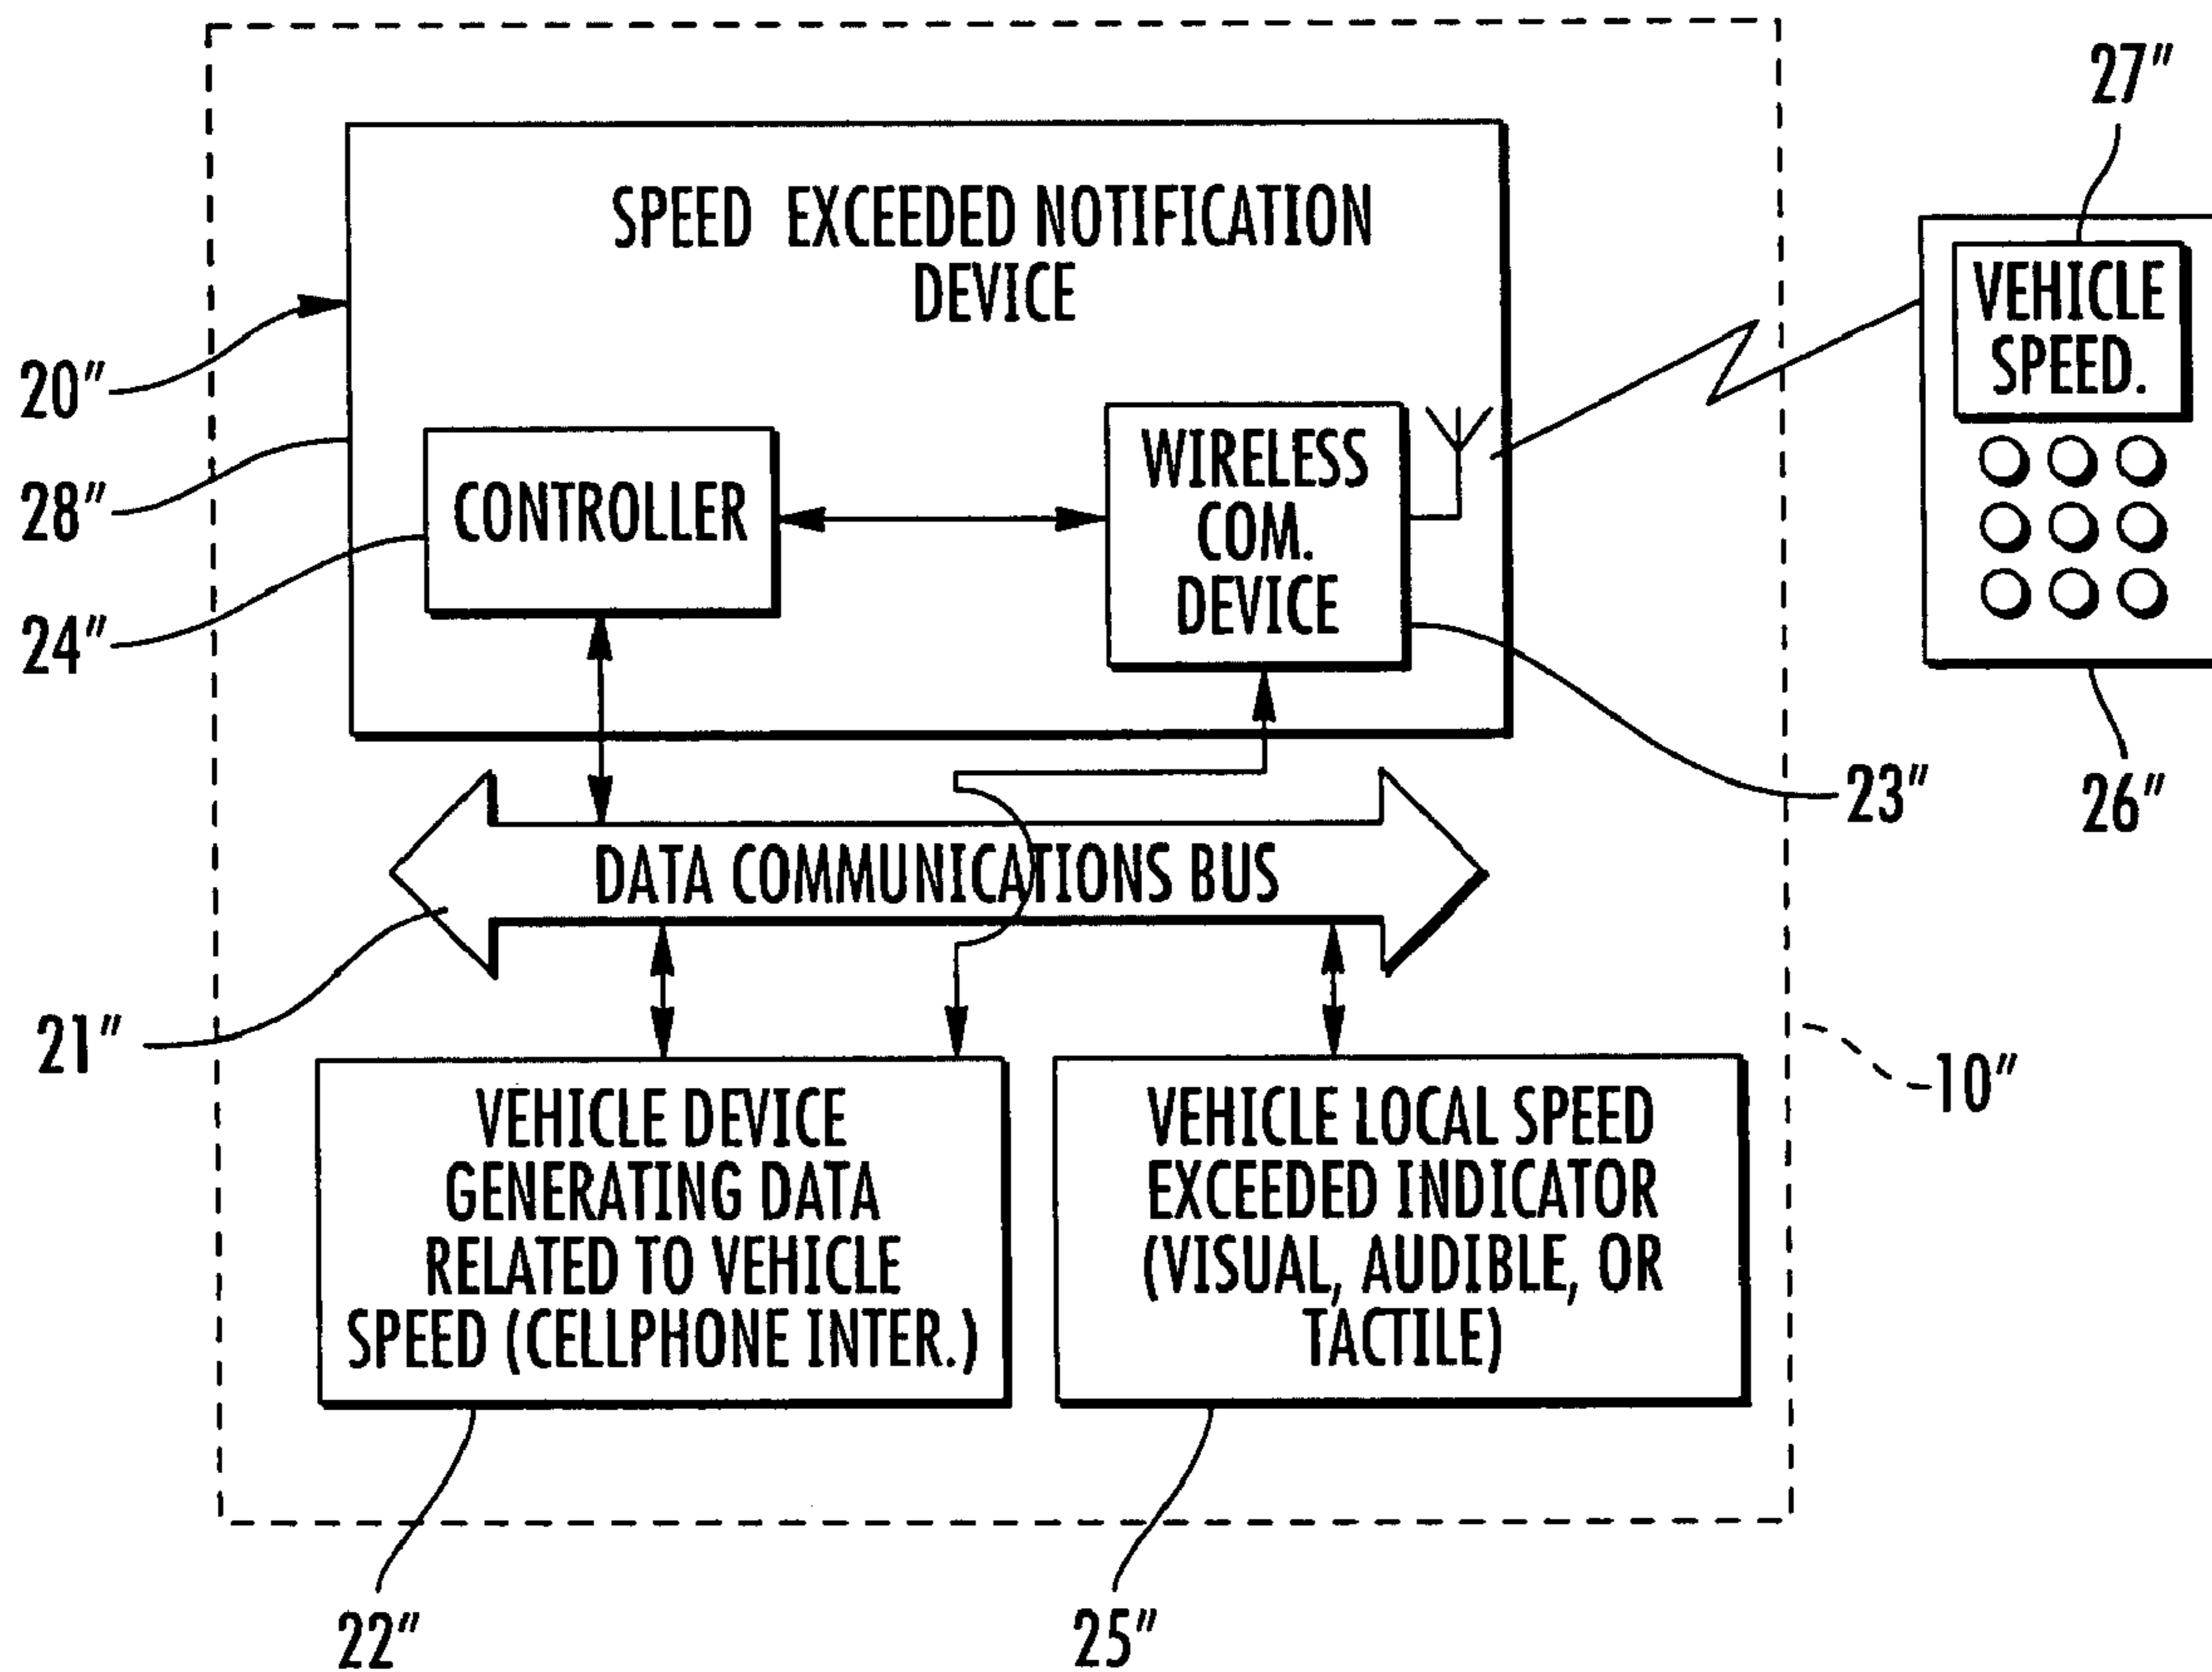 27"
SPEED EXCEEDED NOTIFICATION
DEVICE
VEHICLE
SPEED.
20"
28"
CONTROLLER
WIRELESS
COM.
DEVICE
24"
23"
26"
DATA COMMUNICATIONS BUS
21"
10"
VEHICLE DEVICE
GENERATING DATA
RELATED TO VEHICLE
SPEED (CELLPHONE INTER.)
VEHICLE LOCAL SPEED
EXCEEDED INDICATOR
(VISUAL, AUDIBLE, OR
TACTILE)
22"
25"